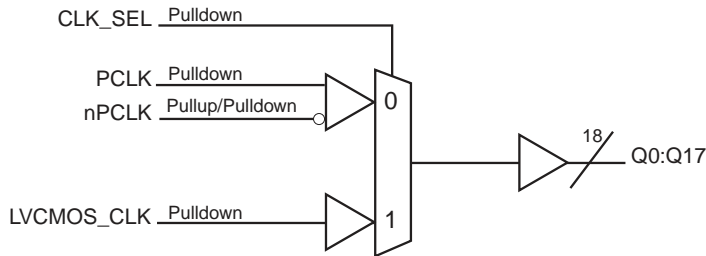 CLK_SEL Pulldown
PCLK Pulldown
nPCLK Pullup/Pulldown
0
18
Q0:Q17
LVCMOS_CLK Pulldown
1